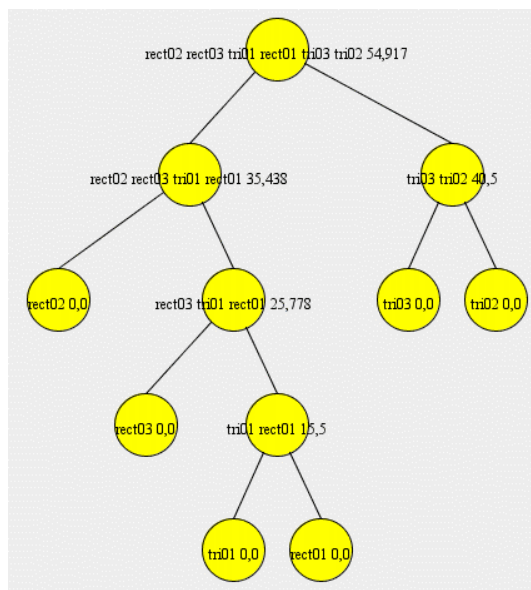 rect02 rect03 tri01 rect01 tri03 tri02 54,917
rect02 rect03 tri01 rect01 35,438
tri03 tri02 40,5
rect02 0,0
rect03 tri01 rect01 25,778
tri03 0,0
tri02 0,0
rect03 0,0
tri01 rect01 15,5
tri01 0,0
rect01 0,0